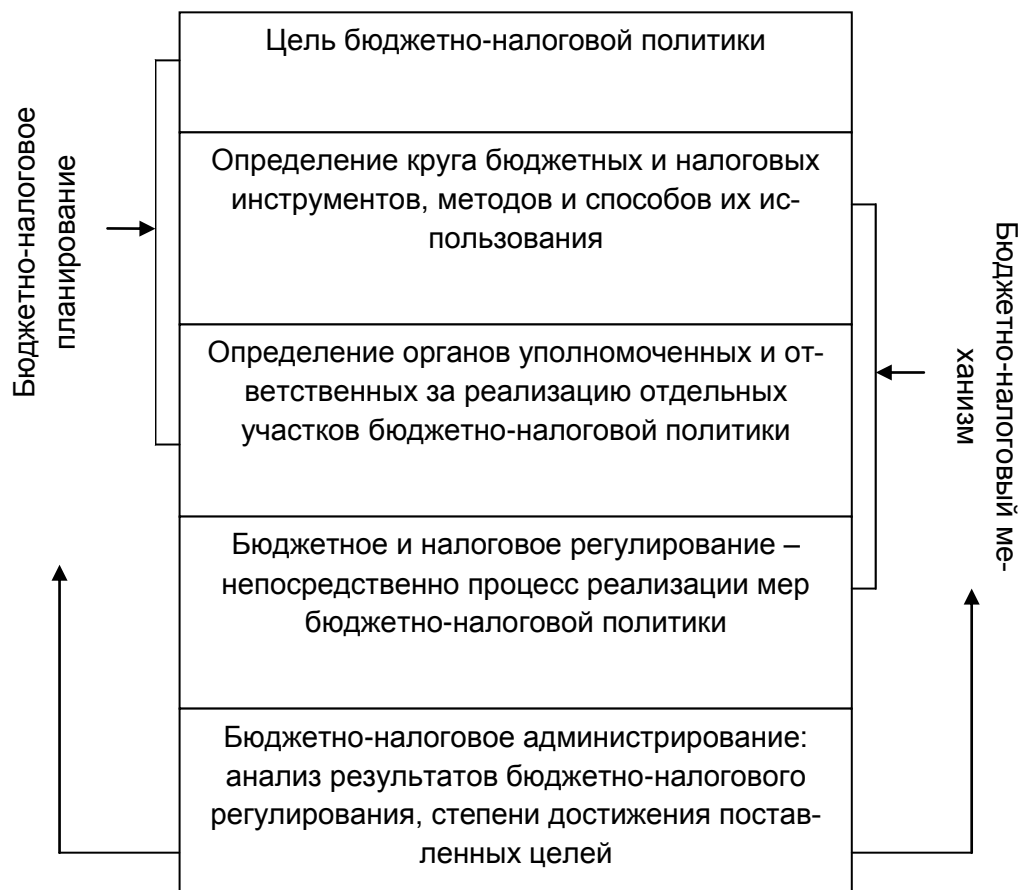 Цель бюджетно-налоговой политики
Определение круга бюджетных и налоговых
инструментов, методов и способов их ис-
пользования
Определение органов уполномоченных и от-
ветственных за реализацию отдельных
участков бюджетно-налоговой политики
Бюджетное и налоговое регулирование –
непосредственно процесс реализации мер
бюджетно-налоговой политики
Бюджетно-налоговое администрирование:
анализ результатов бюджетно-налогового
регулирования, степени достижения постав-
ленных целей
Бюджетно-налоговое
планирование
Бюджетно-налоговый ме-
ханизм